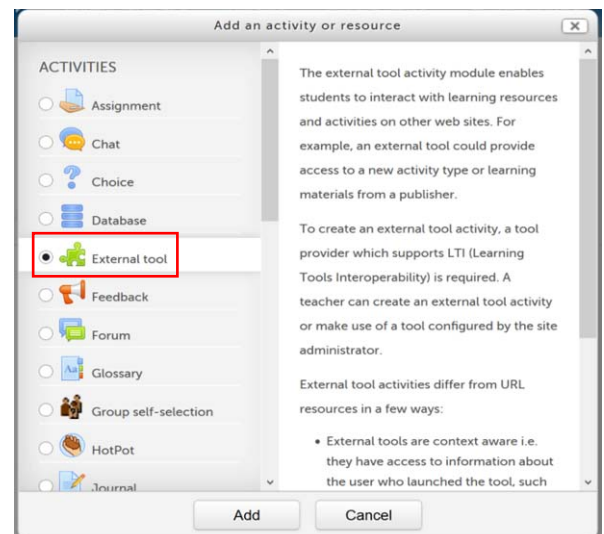 Add an activity or resource
ACTIVITIES
Assignment
Chat
Choice
Database
External tool
Feedback
Forum
Glossary
Group self-selection
HotPot
Journal
The external tool activity module enables
students to interact with learning resources
and activities on other web sites. For
example, an external tool could provide
access to a new activity type or learning
materials from a publisher.
To create an external tool activity, a tool
provider which supports LTI (Learning
Tools Interoperability) is required. A
teacher can create an external tool activity
or make use of a tool configured by the site
administrator.
External tool activities differ from URL
resources in a few ways:
• External tools are context aware i.e.
they have access to information about
the user who launched the tool, such
Add
Cancel